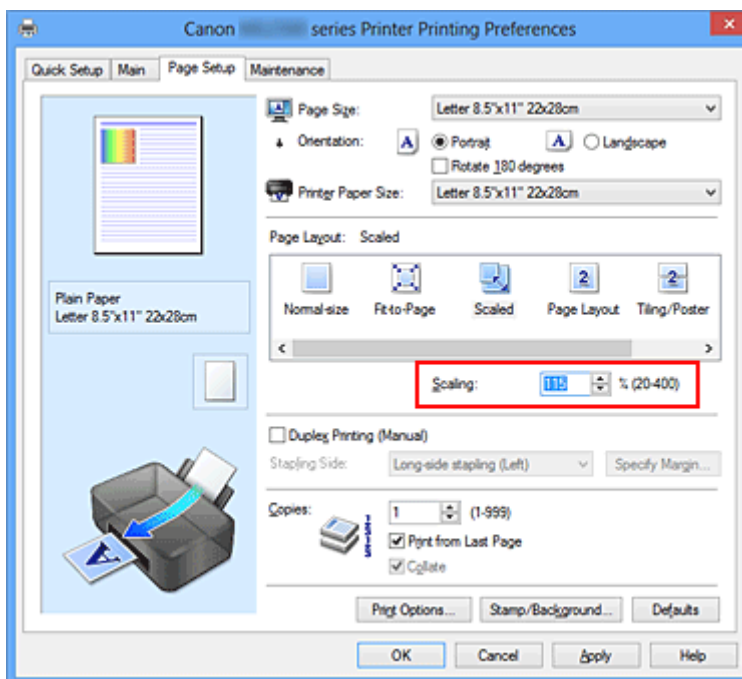 Canon series Printer Printing Preferences
Quick Setup Main Page Setup Maintenance
Page Size: Letter 8.5"x11" 22x28cm
Orientation: A Portrait A Landscape
Rotate 180 degrees
Printer Paper Size: Letter 8.5"x11" 22x28cm
Page Layout: Scaled
Normal-size Fit-to-Page Scaled Page Layout Tiling/Poster
Plain Paper
Letter 8.5"x11" 22x28cm
Scaling: 115 % (20-400)
Duplex Printing (Manual)
Stapling Side: Long-side stapling (Left) Specify Margin...
Copies: 1 (1-999)
Print from Last Page
Collate
Print Options... Stamp/Background... Defaults
OK Cancel Apply Help